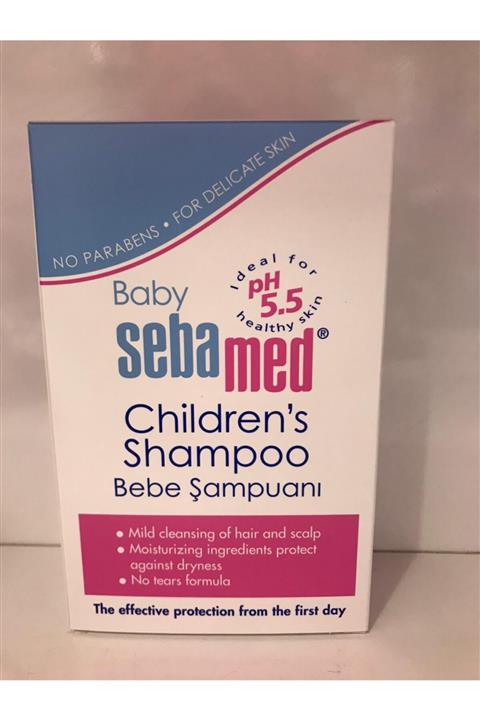 NO PARABENS • FOR DELICATE SKIN
Ideal for
pH
5.5
healthy skin
Baby
sebamed®
Children's
Shampoo
Bebe Şampuanı
• Mild cleansing of hair and scalp
• Moisturizing ingredients protect
against dryness
• No tears formula
The effective protection from the first day